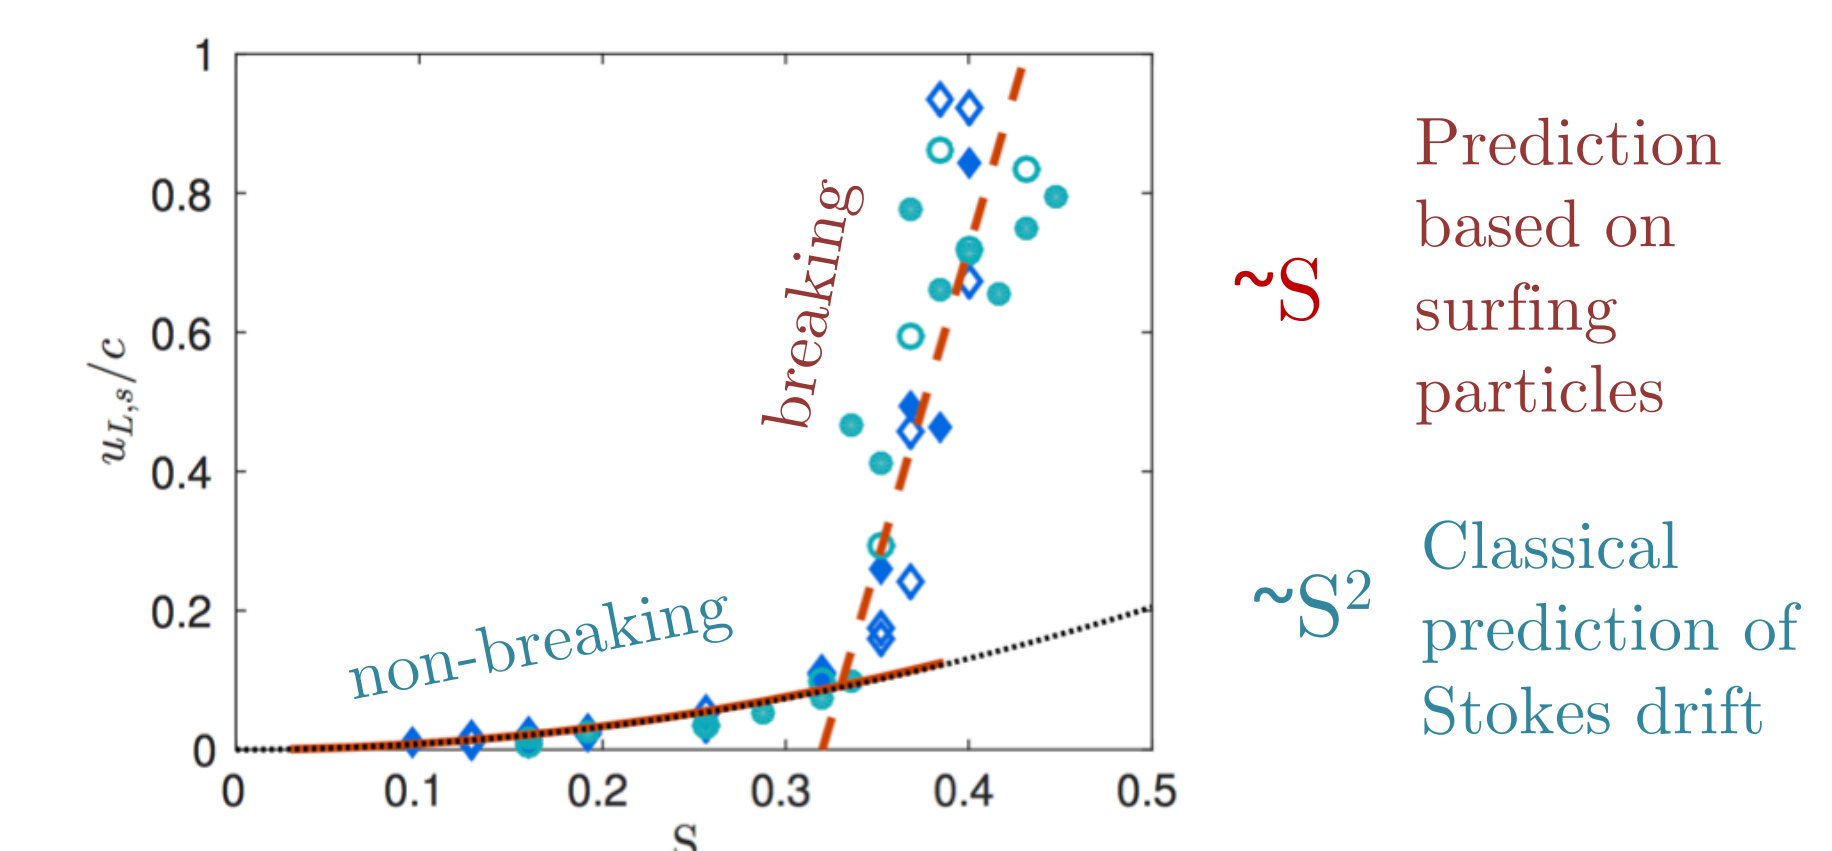 1
0.8
0.6
0.4
0.2
0
0
0.1
0.2
0.3
0.4
0.5
u_{L,s}/c
S
breaking
non-breaking
~S
Prediction
based on
surfing
particles
~S²
Classical
prediction of
Stokes drift